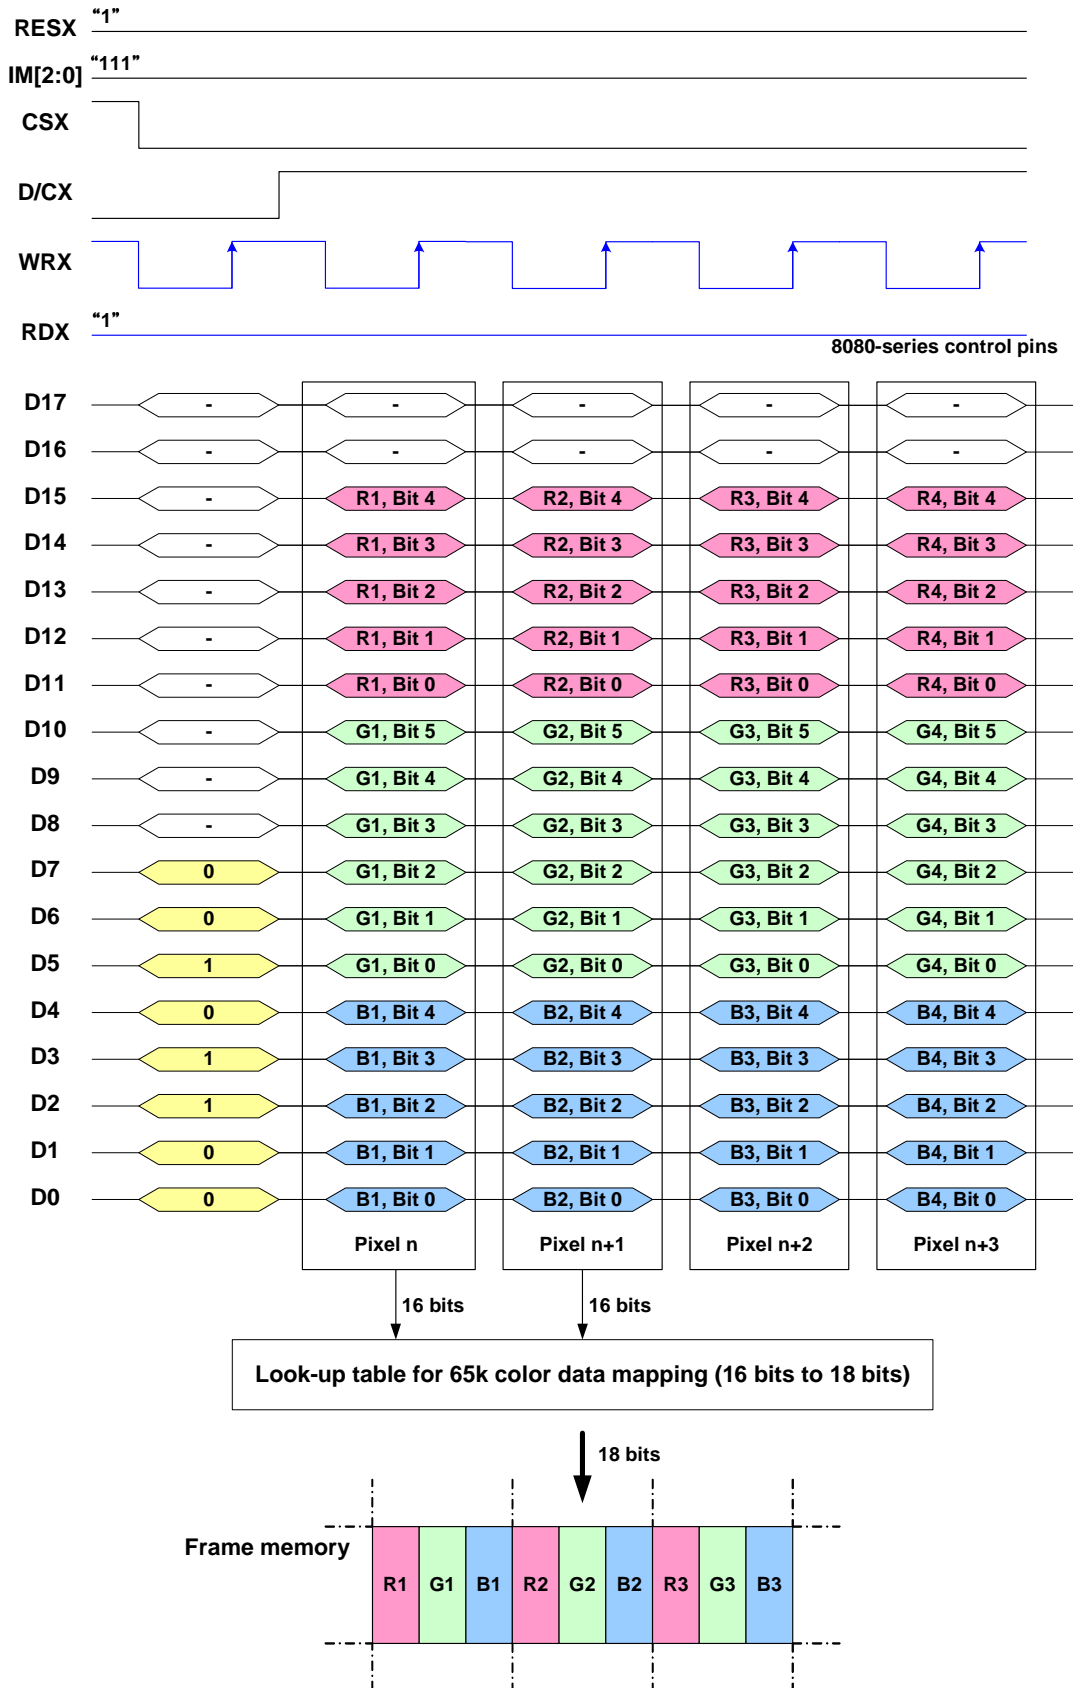 RESX "1"
IM[2:0] "111"
CSX
D/CX
WRX
RDX "1"
8080-series control pins
D17 - - - - -
D16 - - - - -
D15 - R1, Bit 4 R2, Bit 4 R3, Bit 4 R4, Bit 4
D14 - R1, Bit 3 R2, Bit 3 R3, Bit 3 R4, Bit 3
D13 - R1, Bit 2 R2, Bit 2 R3, Bit 2 R4, Bit 2
D12 - R1, Bit 1 R2, Bit 1 R3, Bit 1 R4, Bit 1
D11 - R1, Bit 0 R2, Bit 0 R3, Bit 0 R4, Bit 0
D10 - G1, Bit 5 G2, Bit 5 G3, Bit 5 G4, Bit 5
D9 - G1, Bit 4 G2, Bit 4 G3, Bit 4 G4, Bit 4
D8 - G1, Bit 3 G2, Bit 3 G3, Bit 3 G4, Bit 3
D7 0 G1, Bit 2 G2, Bit 2 G3, Bit 2 G4, Bit 2
D6 0 G1, Bit 1 G2, Bit 1 G3, Bit 1 G4, Bit 1
D5 1 G1, Bit 0 G2, Bit 0 G3, Bit 0 G4, Bit 0
D4 0 B1, Bit 4 B2, Bit 4 B3, Bit 4 B4, Bit 4
D3 1 B1, Bit 3 B2, Bit 3 B3, Bit 3 B4, Bit 3
D2 1 B1, Bit 2 B2, Bit 2 B3, Bit 2 B4, Bit 2
D1 0 B1, Bit 1 B2, Bit 1 B3, Bit 1 B4, Bit 1
D0 0 B1, Bit 0 B2, Bit 0 B3, Bit 0 B4, Bit 0
Pixel n Pixel n+1 Pixel n+2 Pixel n+3
16 bits 16 bits
Look-up table for 65k color data mapping (16 bits to 18 bits)
18 bits
Frame memory
R1 G1 B1 R2 G2 B2 R3 G3 B3